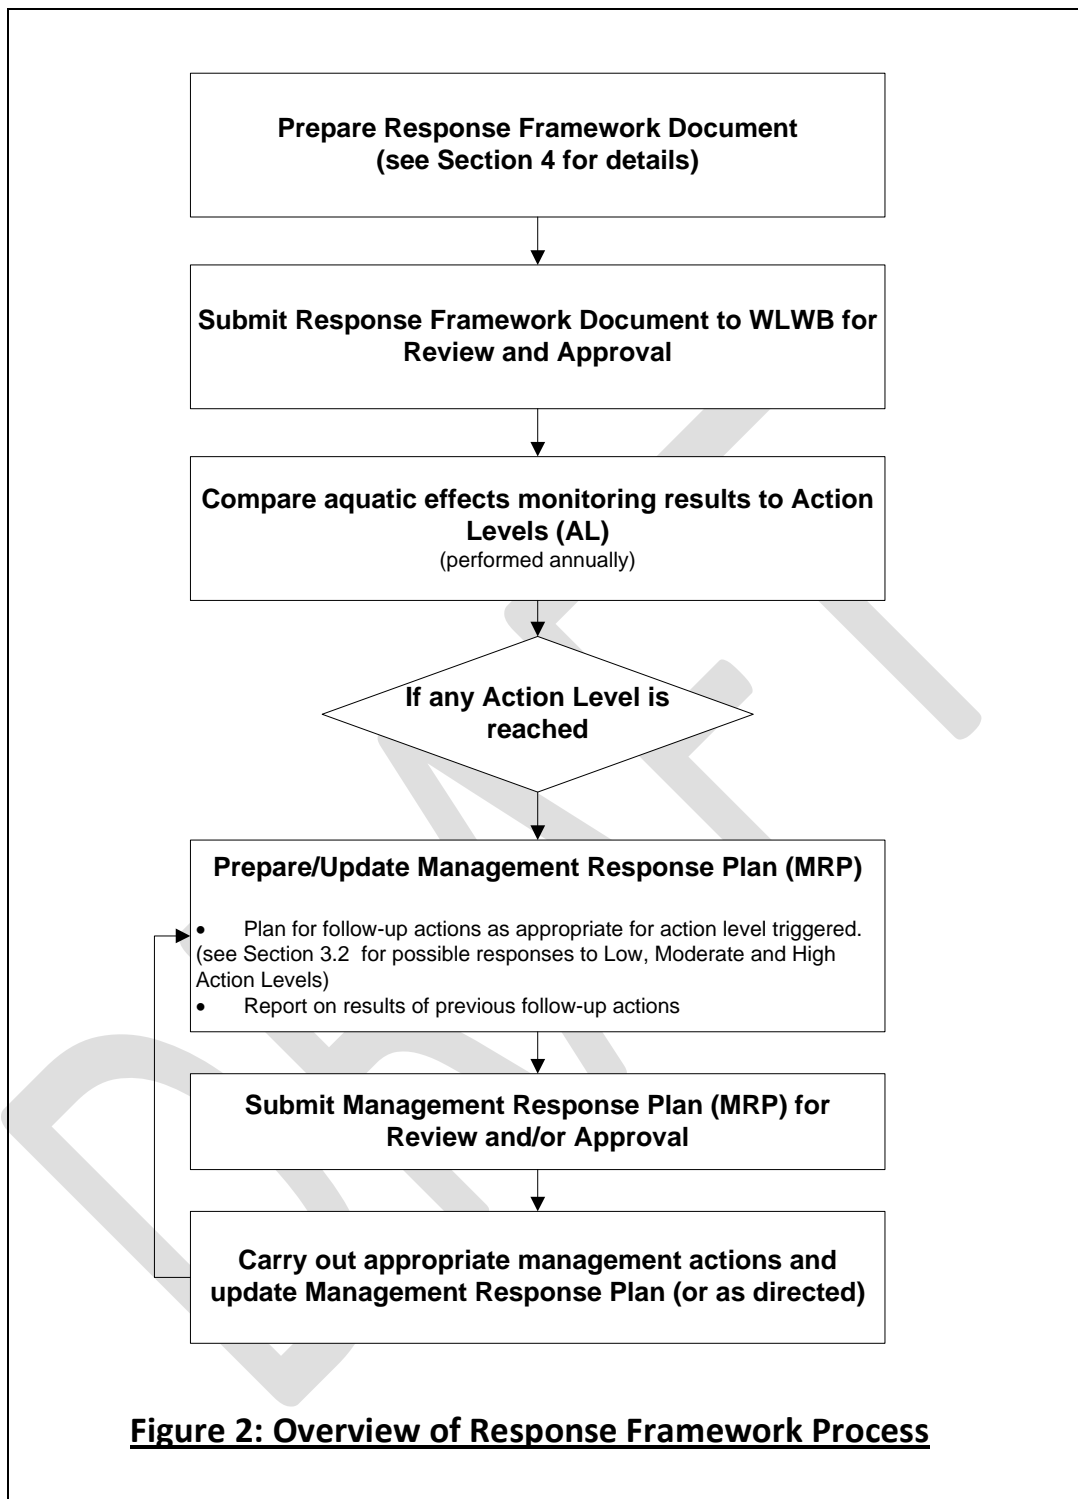 Prepare Response Framework Document
(see Section 4 for details)
Submit Response Framework Document to WLWB for
Review and Approval
Compare aquatic effects monitoring results to Action
Levels (AL)
(performed annually)
If any Action Level is
reached
Prepare/Update Management Response Plan (MRP)
• Plan for follow-up actions as appropriate for action level triggered.
(see Section 3.2 for possible responses to Low, Moderate and High
Action Levels)
• Report on results of previous follow-up actions
Submit Management Response Plan (MRP) for
Review and/or Approval
Carry out appropriate management actions and
update Management Response Plan (or as directed)
Figure 2: Overview of Response Framework Process
DRAFT